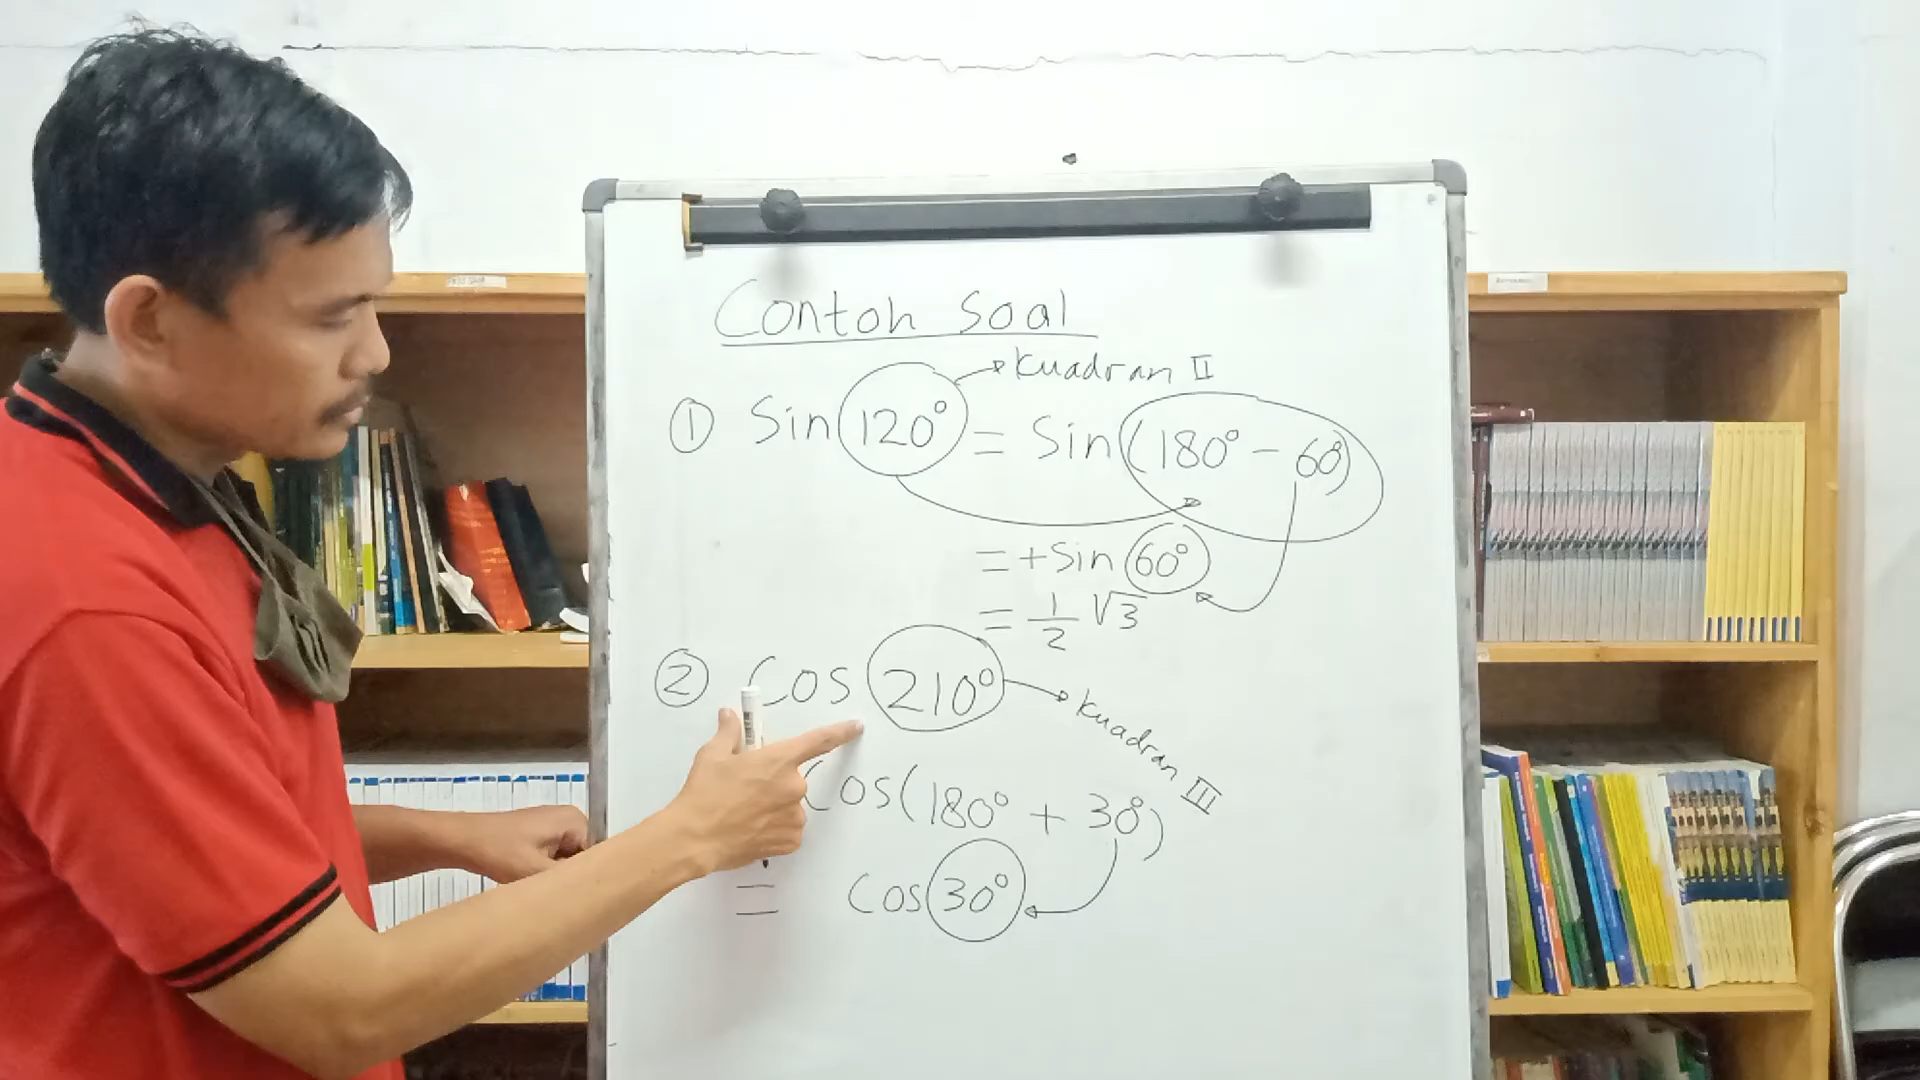 Contoh Soal
→ Kuadran II
① Sin 120° = Sin (180° - 60°)
= + Sin 60°
= 1/2 √3
② Cos 210° → Kuadran III
Cos (180° + 30°)
= Cos 30°